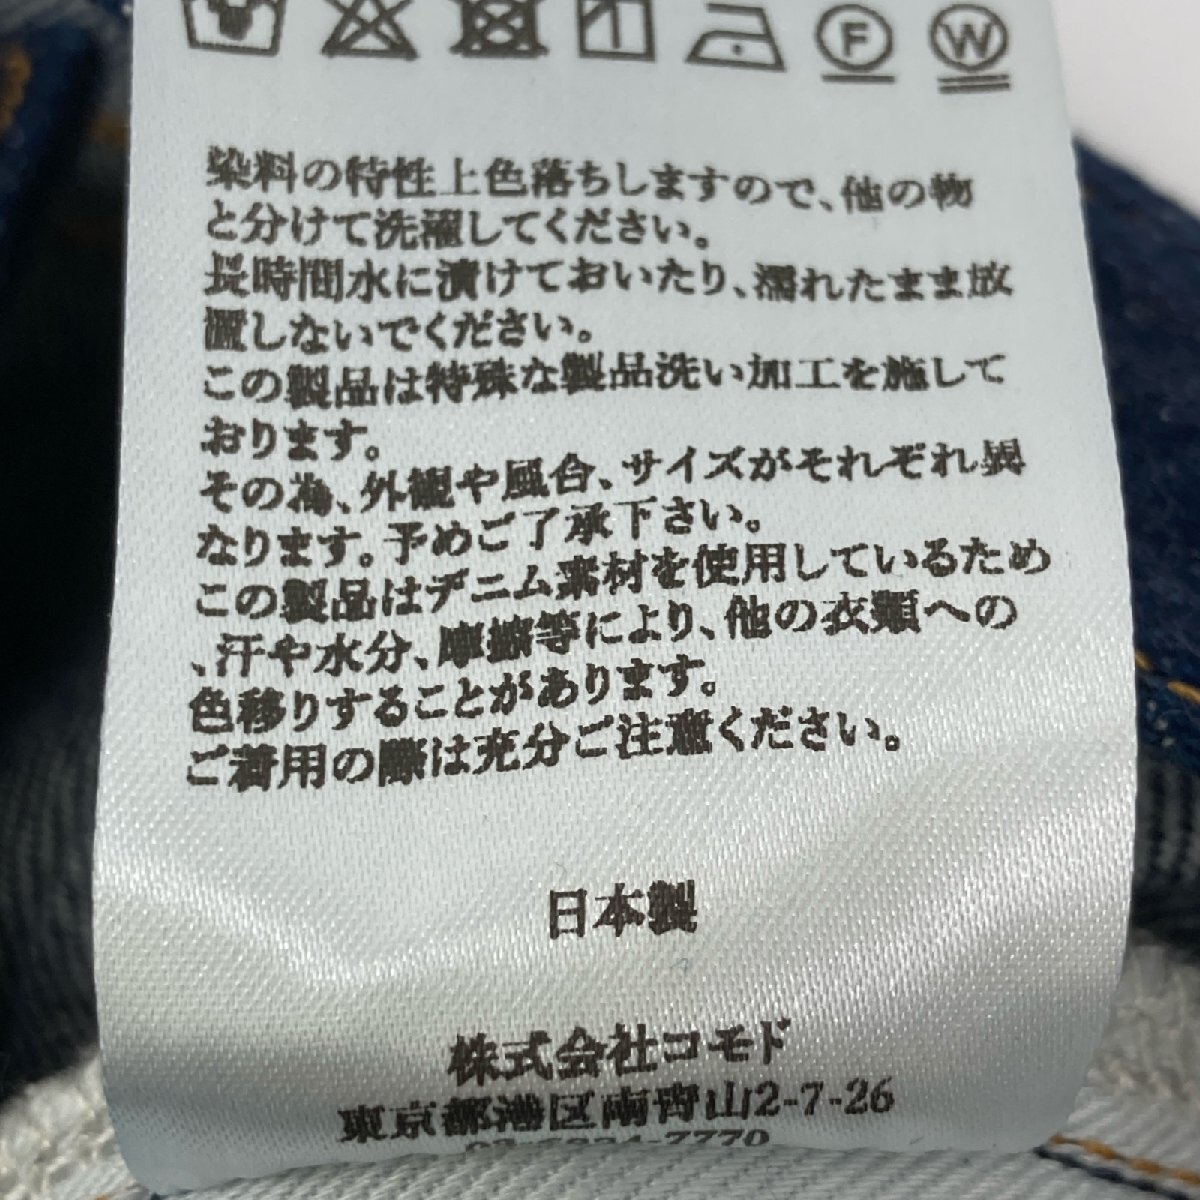 F W
染料の特性上色落ちしますので、他の物
と分けて洗濯してください。
長時間水に漬けておいたり、濡れたまま放
置しないでください。
この製品は特殊な製品洗い加工を施して
おります。
その為、外観や風合、サイズがそれぞれ異
なります。予めご了承下さい。
この製品はデニム素材を使用しているため
、汗や水分、摩擦等により、他の衣類への
色移りすることがあります。
ご着用の際は充分ご注意ください。
日本製
株式会社コモド
東京都港区南青山2-7-26
7770